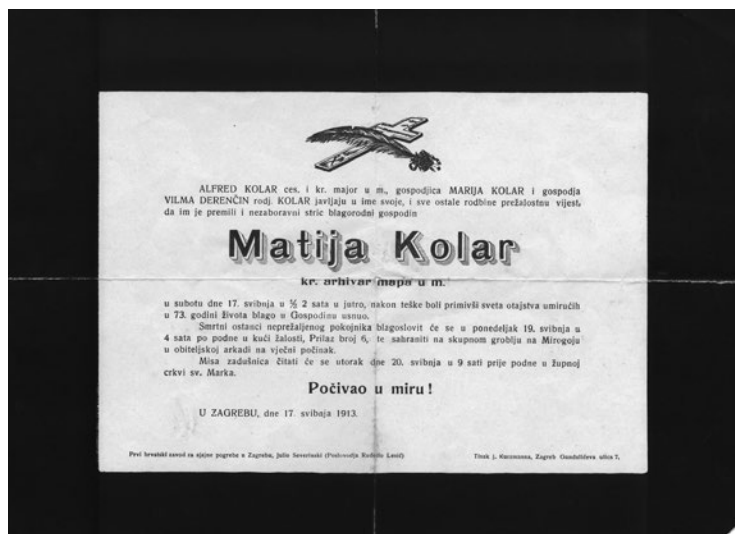 ALFRED KOLAR ces. i kr. major u m., gospodjica MARIJA KOLAR i gospodja
VILMA DERENČIN rodj. KOLAR javljaju u ime svoje, i sve ostale rodbine prežalostnu vijest,
da im je premili i nezaboravni stric blagorodni gospodin
Matija Kolar
kr. arhivar mapa u m.
u subotu dne 17. svibnja u ½ 2 sata u jutro, nakon teške boli primivši sveta otajstva umirućih
u 73. godini života blago u Gospodinu usnuo.
Smrtni ostanci neprežaljenog pokojnika blagoslovit će se u ponedeljak 19. svibnja u
4 sata po podne u kući žalosti, Prilaz broj 6, te sahraniti na skupnom groblju na Mirogoju
u obiteljskoj arkadi na vječni počinak.
Misa zadušnica čitati će se utorak dne 20. svibnja u 9 sati prije podne u župnoj
crkvi sv. Marka.
Počivao u miru!
U ZAGREBU, dne 17. svibnja 1913.
Prvi hrvatski zavod za sjajne pogrebe u Zagrebu, Julio Severinski (Poslovodja Rudolfo Lesić)
Tisak J. Karamana, Zagreb Gundulićeva ulica 7.